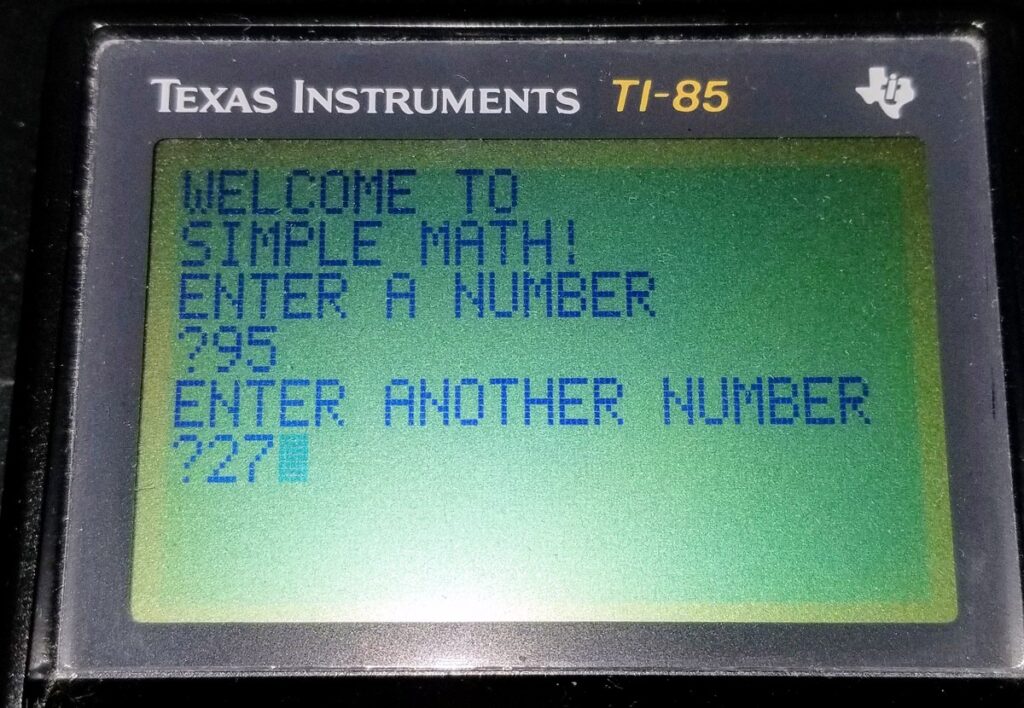 TEXAS INSTRUMENTS TI-85
WELCOME TO
SIMPLE MATH!
ENTER A NUMBER
?95
ENTER ANOTHER NUMBER
?27